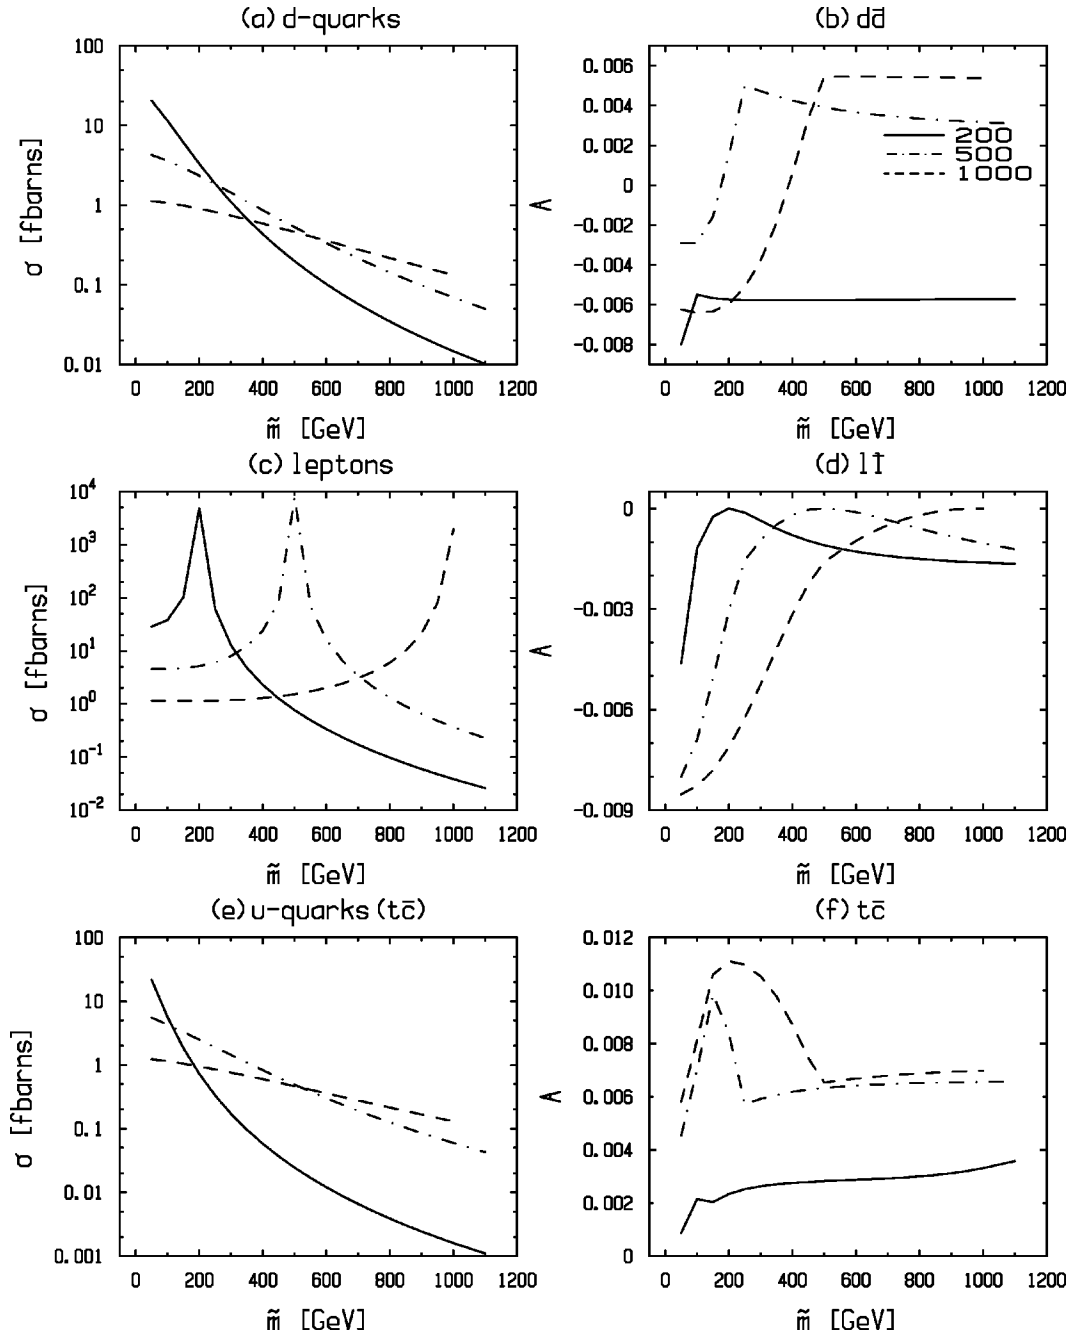 (a) d-quarks
100
10
1
0.1
0.01
σ [fbarns]
0 200 400 600 800 1000 1200
m̃ [GeV]
(b) dd̄
0.006
0.004
0.002
0
-0.002
-0.004
-0.006
-0.008
A
200
500
1000
0 200 400 600 800 1000 1200
m̃ [GeV]
(c) leptons
10⁴
10³
10²
10¹
10⁰
10⁻¹
10⁻²
σ [fbarns]
0 200 400 600 800 1000 1200
m̃ [GeV]
(d) ll̄
0
-0.003
-0.006
-0.009
A
0 200 400 600 800 1000 1200
m̃ [GeV]
(e) u-quarks (tc̄)
100
10
1
0.1
0.01
0.001
σ [fbarns]
0 200 400 600 800 1000 1200
m̃ [GeV]
(f) tc̄
0.012
0.010
0.008
0.006
0.004
0.002
0
A
0 200 400 600 800 1000 1200
m̃ [GeV]